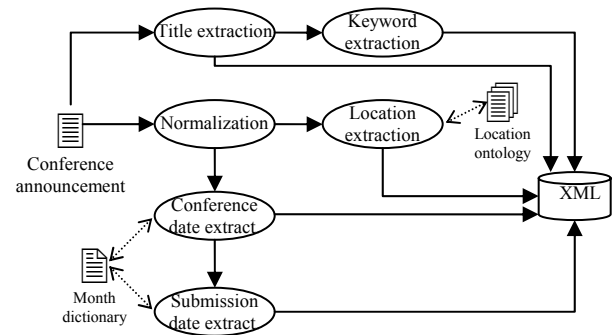 Title extraction
Keyword
extraction
Normalization
Location
extraction
Location
ontology
Conference
announcement
XML
Conference
date extract
Month
dictionary
Submission
date extract